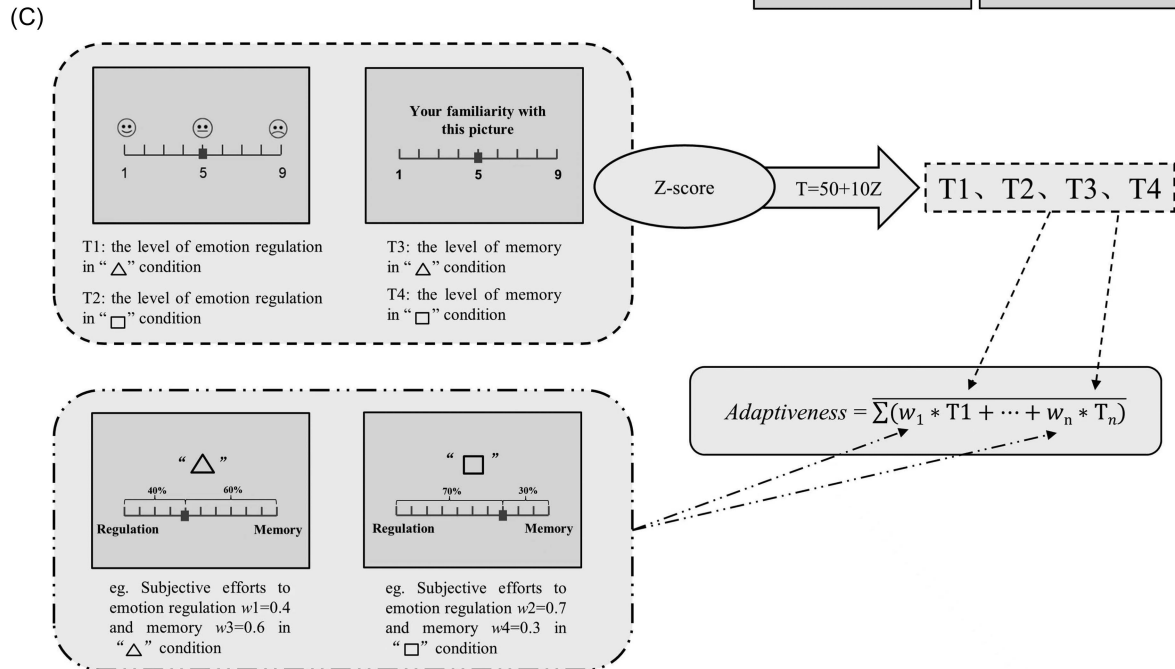 (C)
1 5 9
T1: the level of emotion regulation
in “△” condition
T2: the level of emotion regulation
in “□” condition
Your familiarity with
this picture
1 5 9
T3: the level of memory
in “△” condition
T4: the level of memory
in “□” condition
Z-score
T=50+10Z
T1、T2、T3、T4
Adaptiveness = \overline{∑(w₁ * T1 + ⋯ + wₙ * Tₙ)}
“△”
40% 60%
Regulation Memory
eg. Subjective efforts to
emotion regulation w1=0.4
and memory w3=0.6 in
“△” condition
“□”
70% 30%
Regulation Memory
eg. Subjective efforts to
emotion regulation w2=0.7
and memory w4=0.3 in
“□” condition